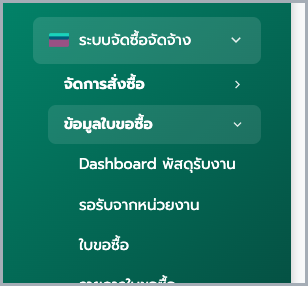 ระบบจัดซื้อจัดจ้าง
จัดการสั่งซื้อ
ข้อมูลใบขอซื้อ
Dashboard พัสดุรับงาน
รอรับจากหน่วยงาน
ใบขอซื้อ